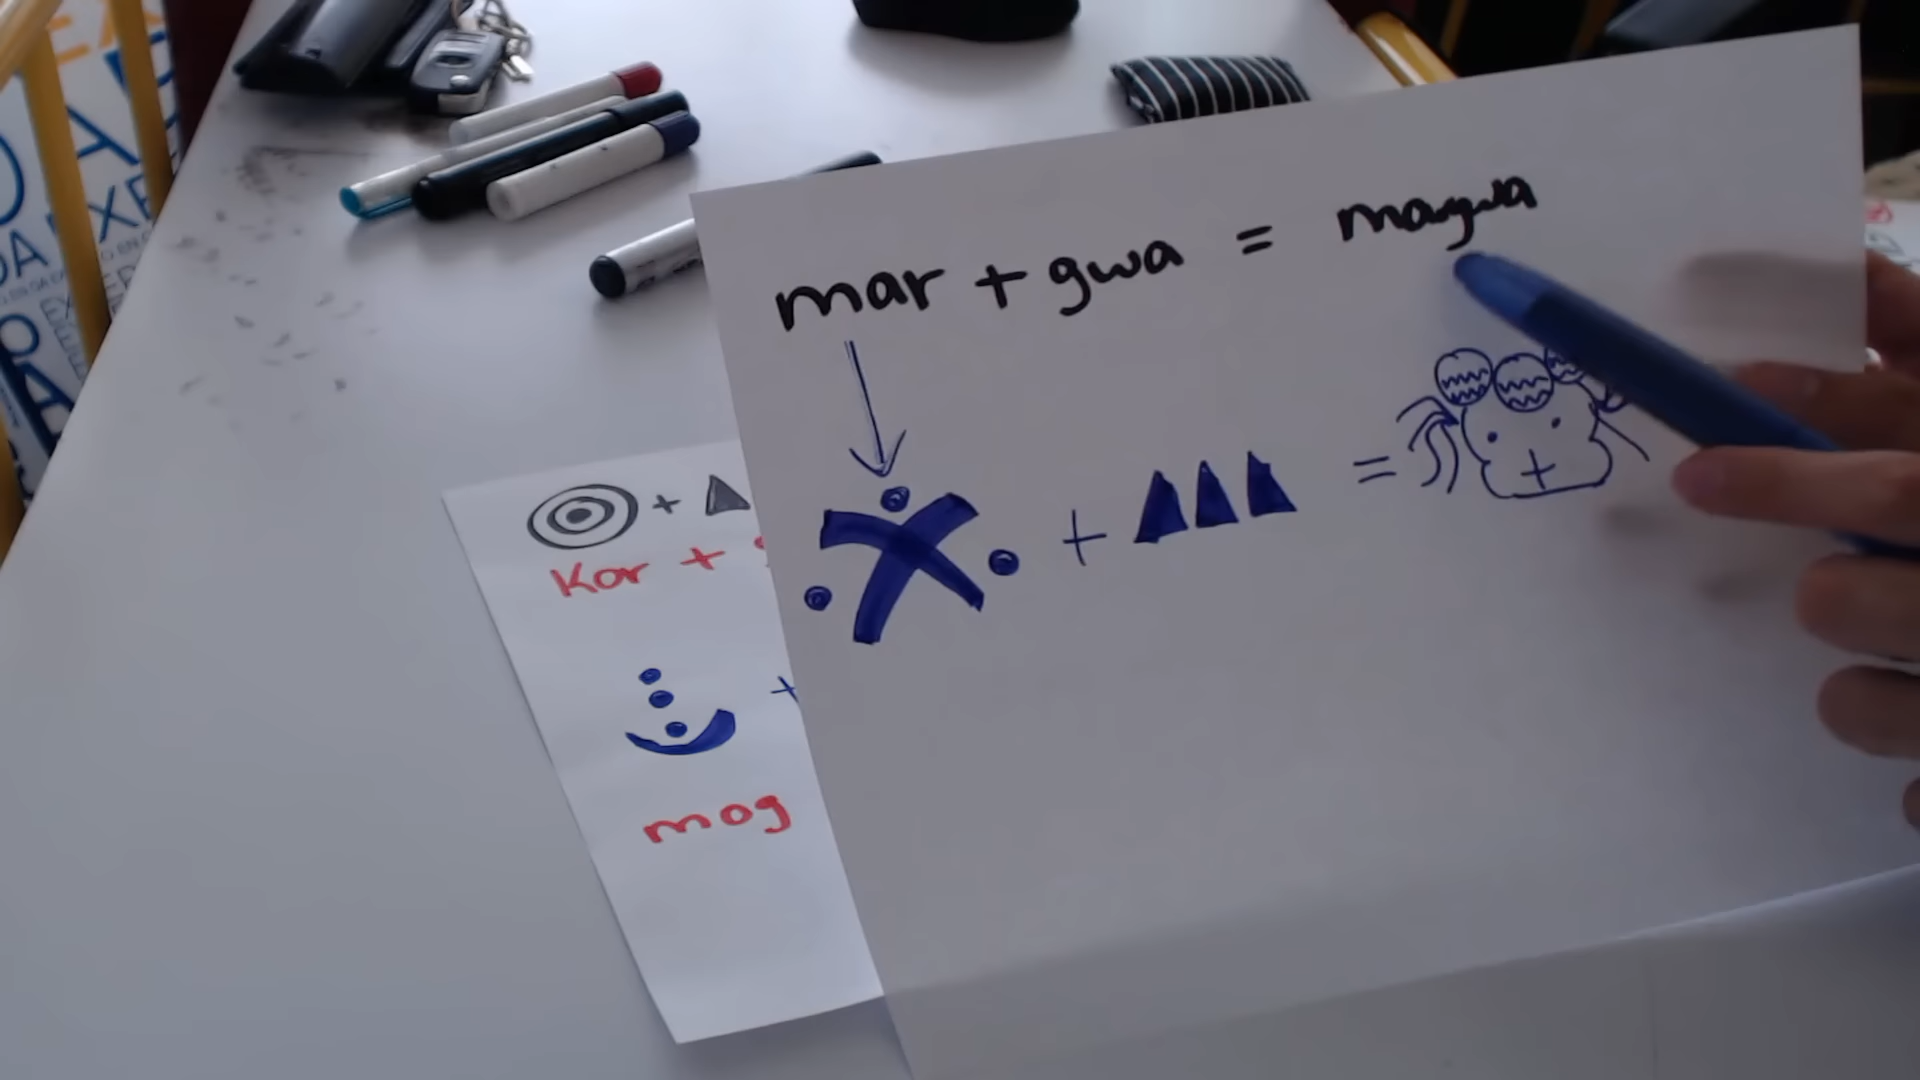 mar + gwa = magwa
+ =
+
Kor +
+
mog